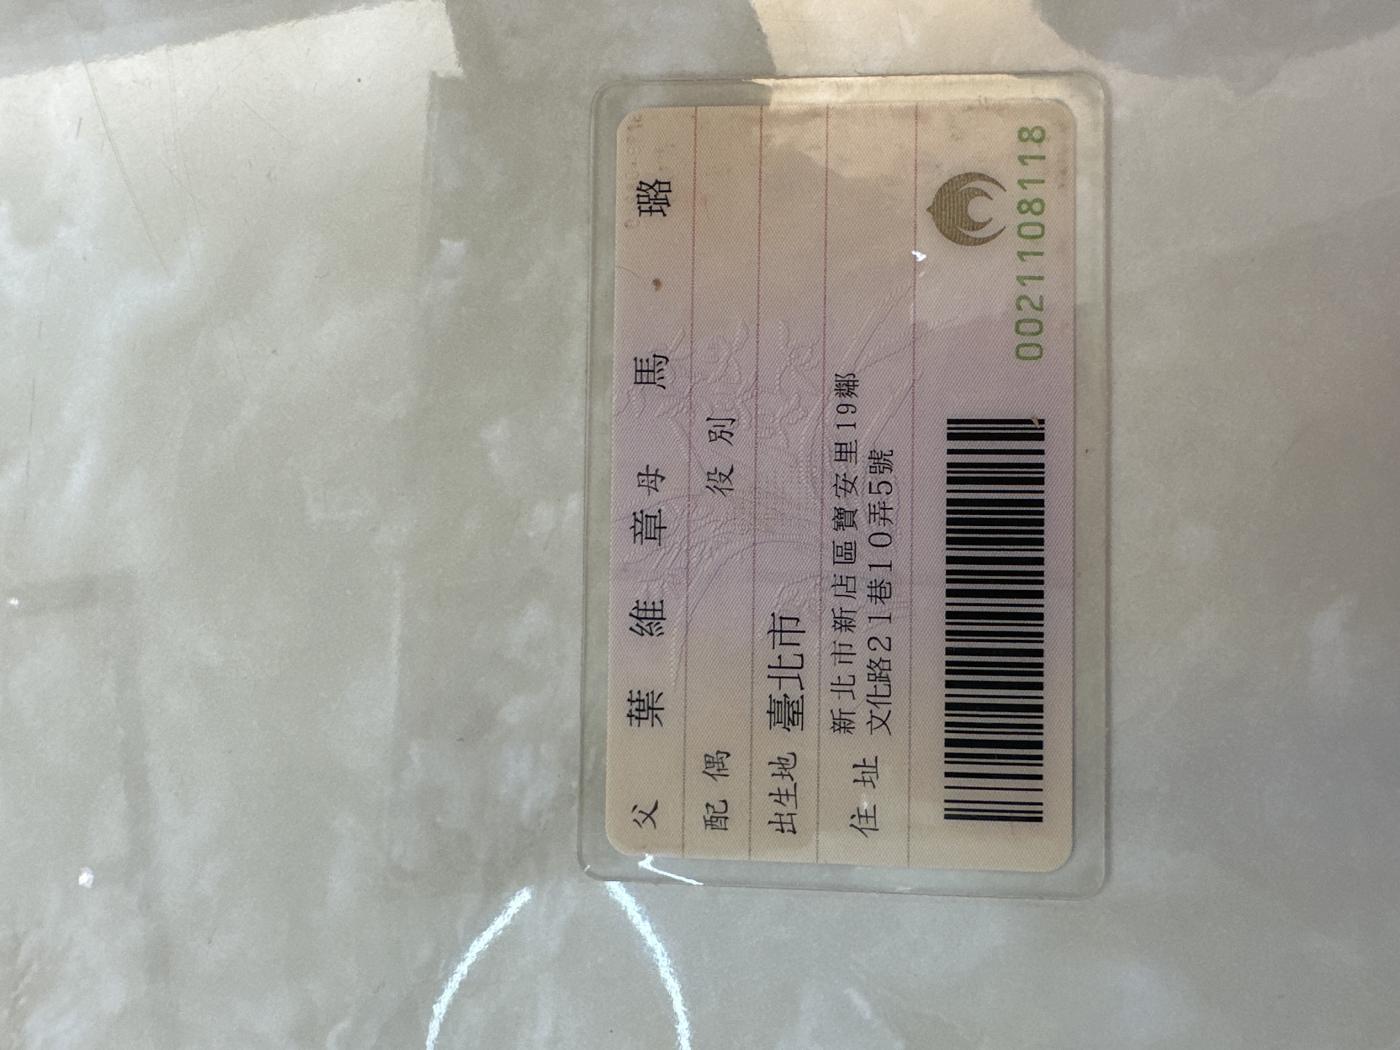 父 葉維章 母 馬璐
配偶 役別
出生地 臺北市
住址 新北市新店區寶安里19鄰
文化路21巷10弄5號
0021108118